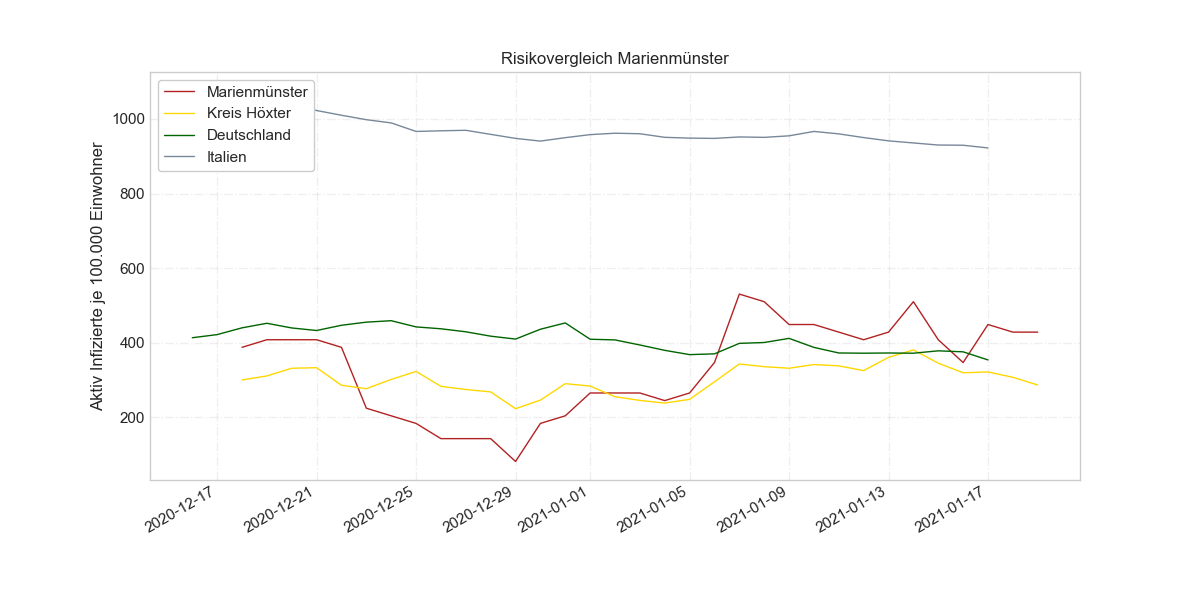 Risikovergleich Marienmünster
Marienmünster
Kreis Höxter
Deutschland
Italien
Aktiv Infizierte je 100.000 Einwohner
1000
800
600
400
200
2020-12-17
2020-12-21
2020-12-25
2020-12-29
2021-01-01
2021-01-05
2021-01-09
2021-01-13
2021-01-17